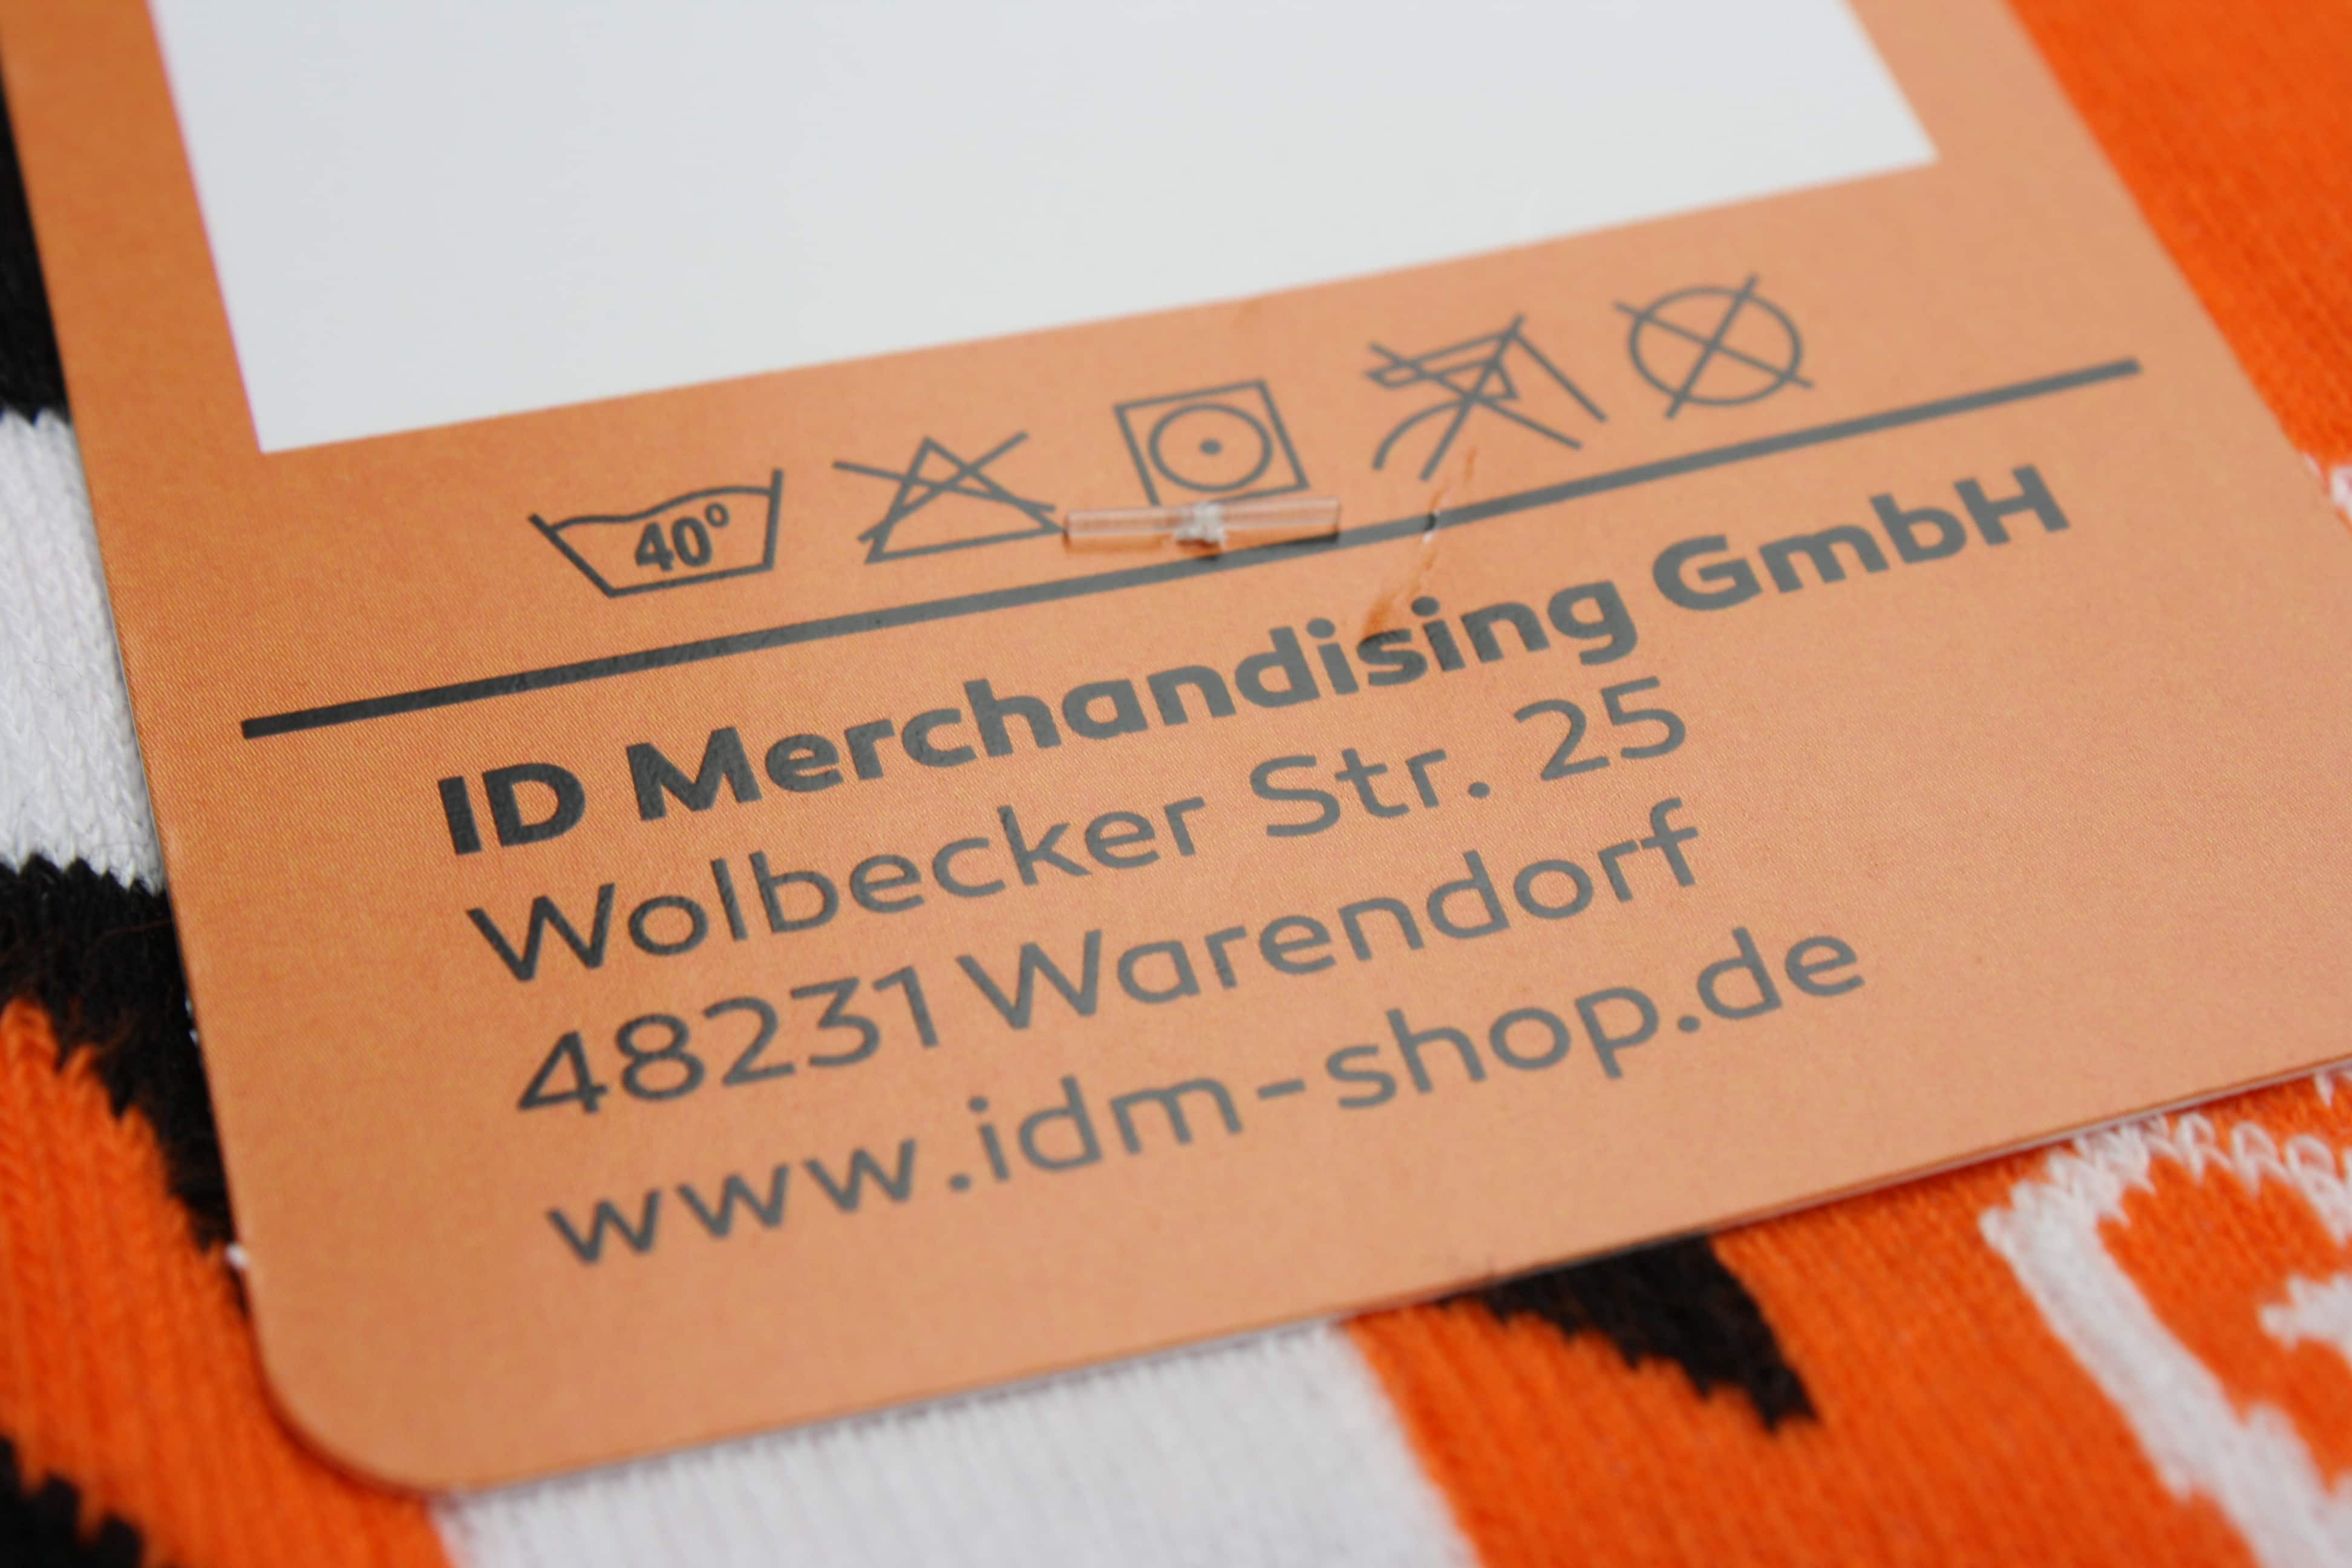 40°
ID Merchandising GmbH
Wolbecker Str. 25
48231 Warendorf
www.idm-shop.de